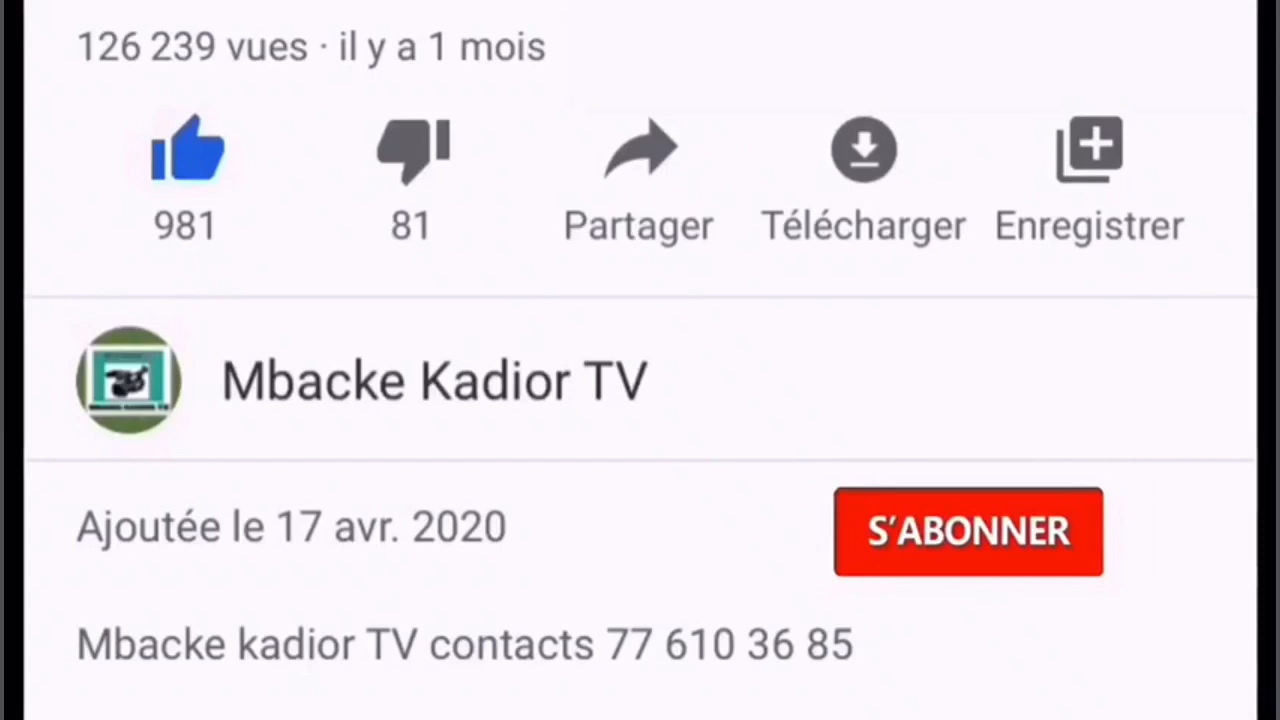 126 239 vues · il y a 1 mois
981 81 Partager Télécharger Enregistrer
Mbacke Kadior TV
Ajoutée le 17 avr. 2020
S'ABONNER
Mbacke kadior TV contacts 77 610 36 85